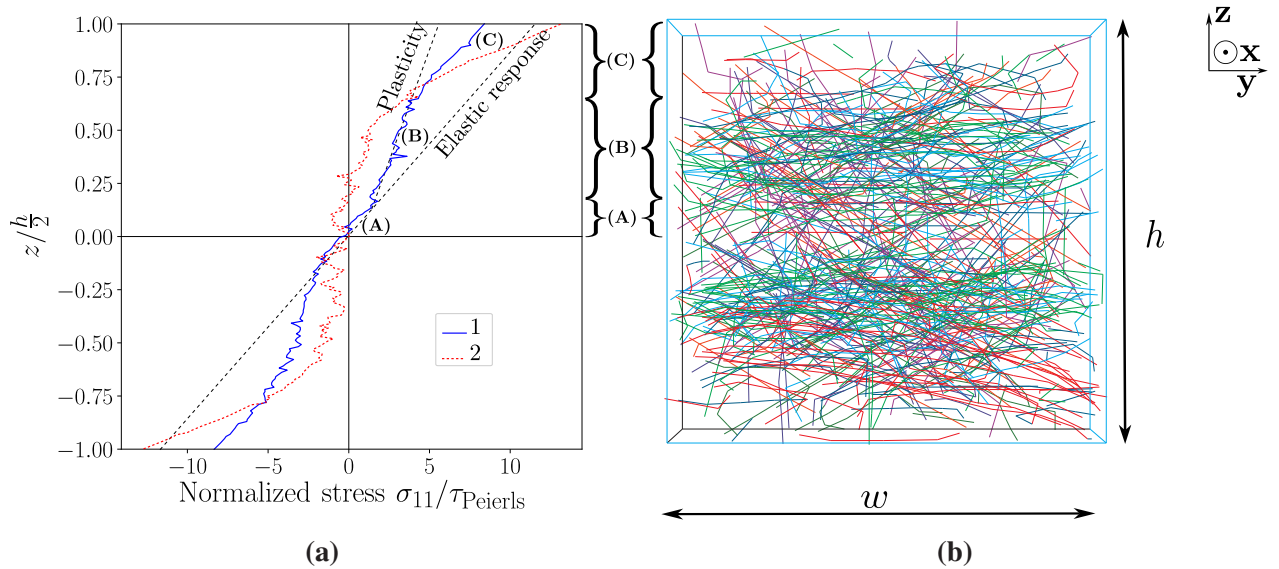 1.00
0.75
0.50
0.25
0.00
−0.25
−0.50
−0.75
−1.00
z/h/2
−10 −5 0 5 10
Normalized stress σ11/τPeierls
Plasticity
Elastic response
(C)
(B)
(A)
1
2
(C)
(B)
(A)
z
x
y
h
w
(a)
(b)